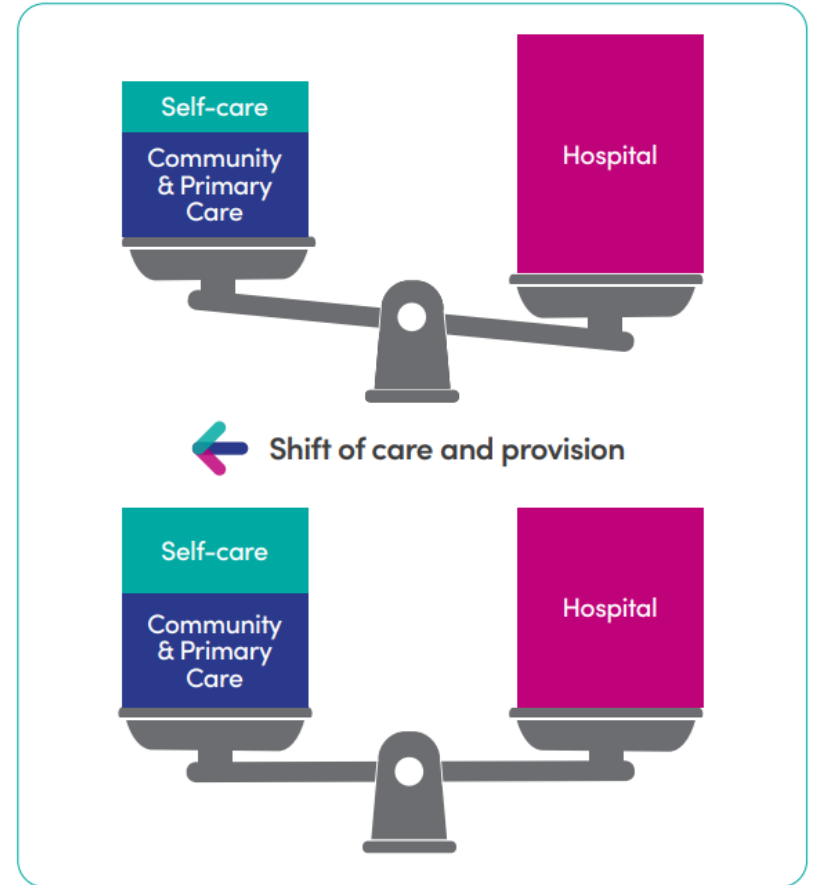 Self-care
Community
& Primary
Care
Hospital
Shift of care and provision
Self-care
Community
& Primary
Care
Hospital